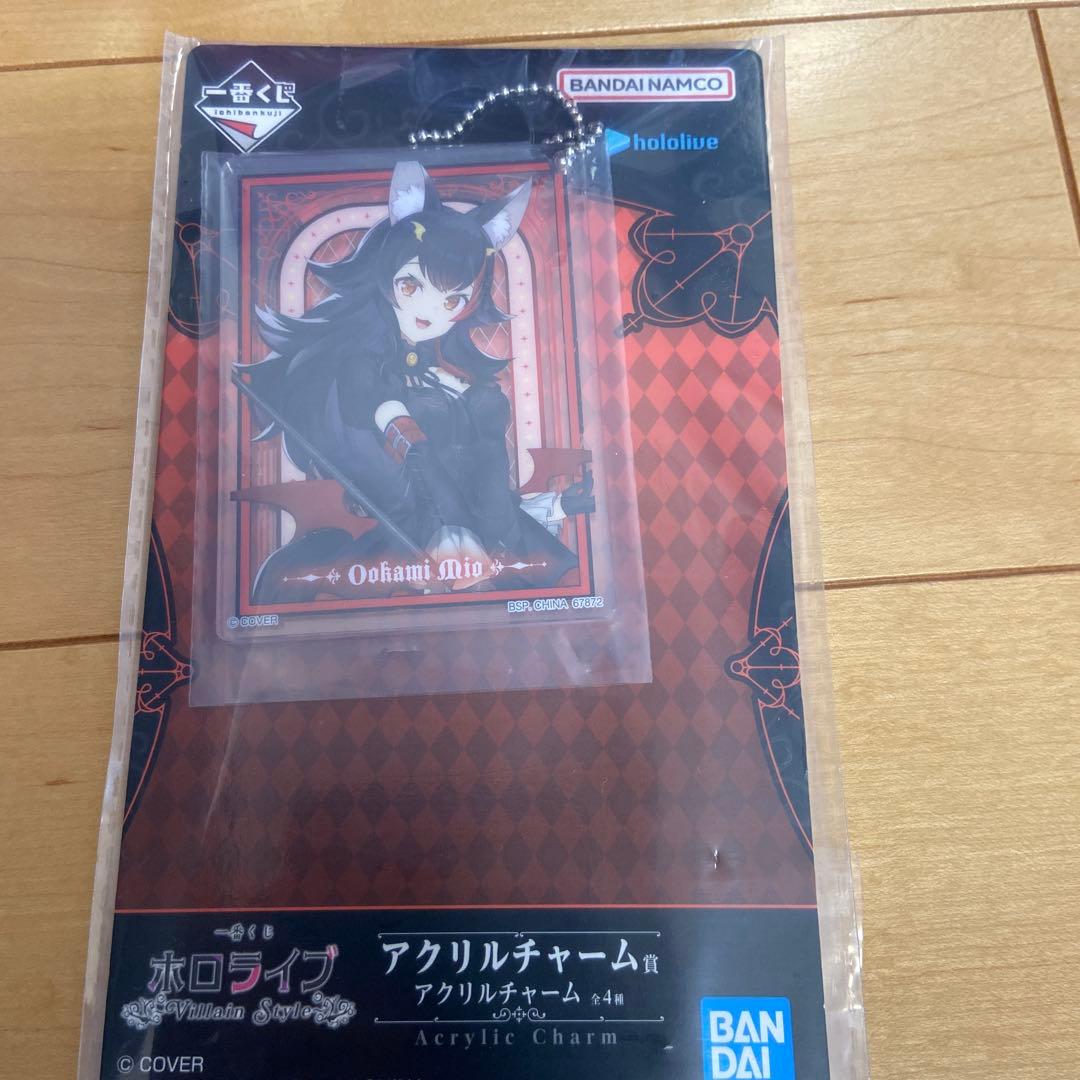 一番くじ
ichibankuji
BANDAI NAMCO
hololive
Ookami Mio
BSP, CHINA 67872
© COVER
一番くじ
ホロライブ
Villain Style
アクリルチャーム賞
アクリルチャーム 全4種
Acrylic Charm
BAN
DAI
© COVER